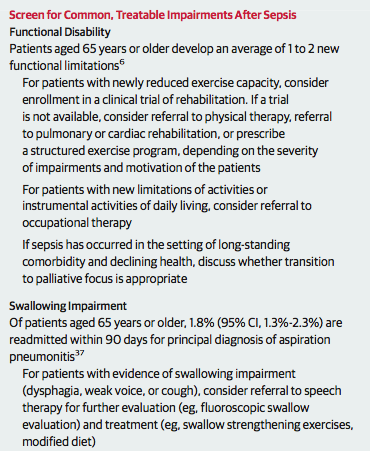 Screen for Common, Treatable Impairments After Sepsis
Functional Disability
Patients aged 65 years or older develop an average of 1 to 2 new
functional limitations6
For patients with newly reduced exercise capacity, consider
enrollment in a clinical trial of rehabilitation. If a trial
is not available, consider referral to physical therapy, referral
to pulmonary or cardiac rehabilitation, or prescribe
a structured exercise program, depending on the severity
of impairments and motivation of the patients
For patients with new limitations of activities or
instrumental activities of daily living, consider referral to
occupational therapy
If sepsis has occurred in the setting of long-standing
comorbidity and declining health, discuss whether transition
to palliative focus is appropriate
Swallowing Impairment
Of patients aged 65 years or older, 1.8% (95% CI, 1.3%-2.3%) are
readmitted within 90 days for principal diagnosis of aspiration
pneumonitis37
For patients with evidence of swallowing impairment
(dysphagia, weak voice, or cough), consider referral to speech
therapy for further evaluation (eg, fluoroscopic swallow
evaluation) and treatment (eg, swallow strengthening exercises,
modified diet)